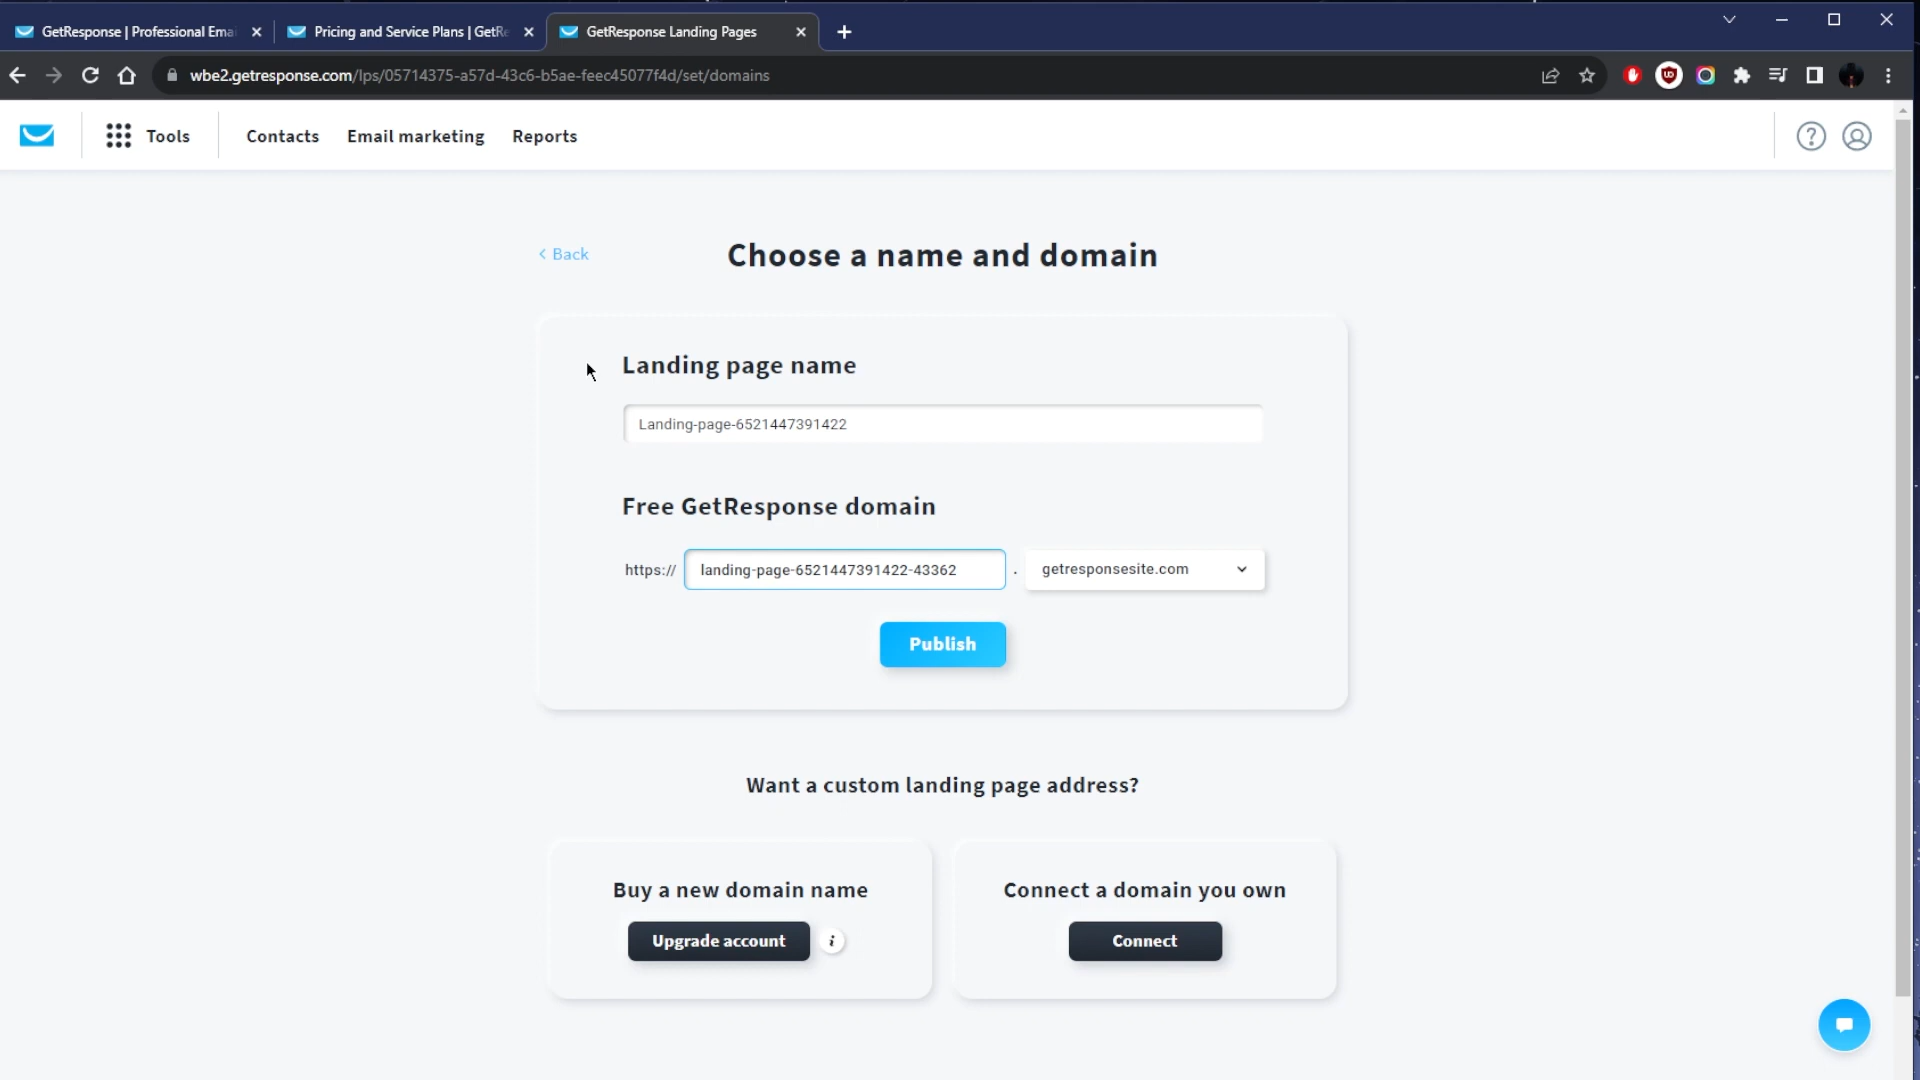 GetResponse | Professional Ema
Pricing and Service Plans | GetRe
GetResponse Landing Pages
wbe2.getresponse.com/lps/05714375-a57d-43c6-b5ae-feec45077f4d/set/domains
Tools
Contacts
Email marketing
Reports
< Back
Choose a name and domain
Landing page name
Landing-page-6521447391422
Free GetResponse domain
https:// landing-page-6521447391422-43362 . getresponsesite.com
Publish
Want a custom landing page address?
Buy a new domain name
Upgrade account
i
Connect a domain you own
Connect